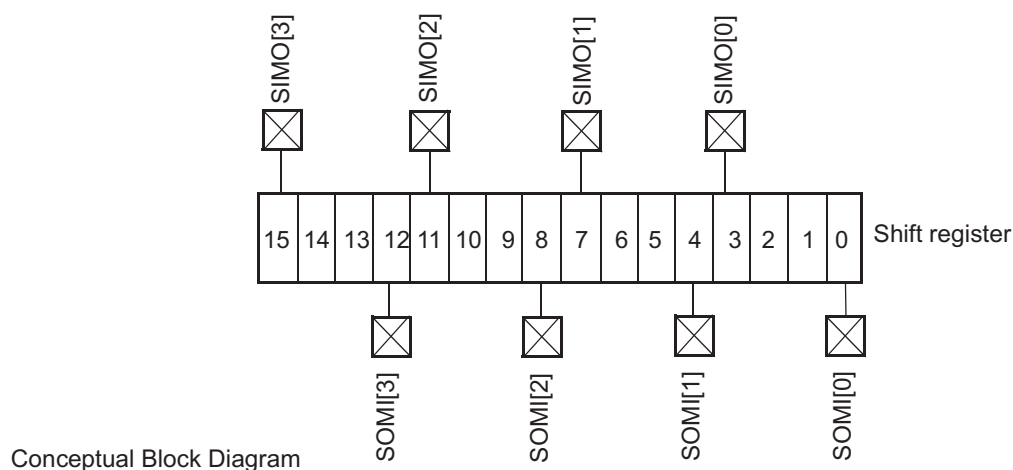 SIMO[3]
SIMO[2]
SIMO[1]
SIMO[0]
15 14 13 12 11 10 9 8 7 6 5 4 3 2 1 0 Shift register
SOMI[3]
SOMI[2]
SOMI[1]
SOMI[0]
Conceptual Block Diagram